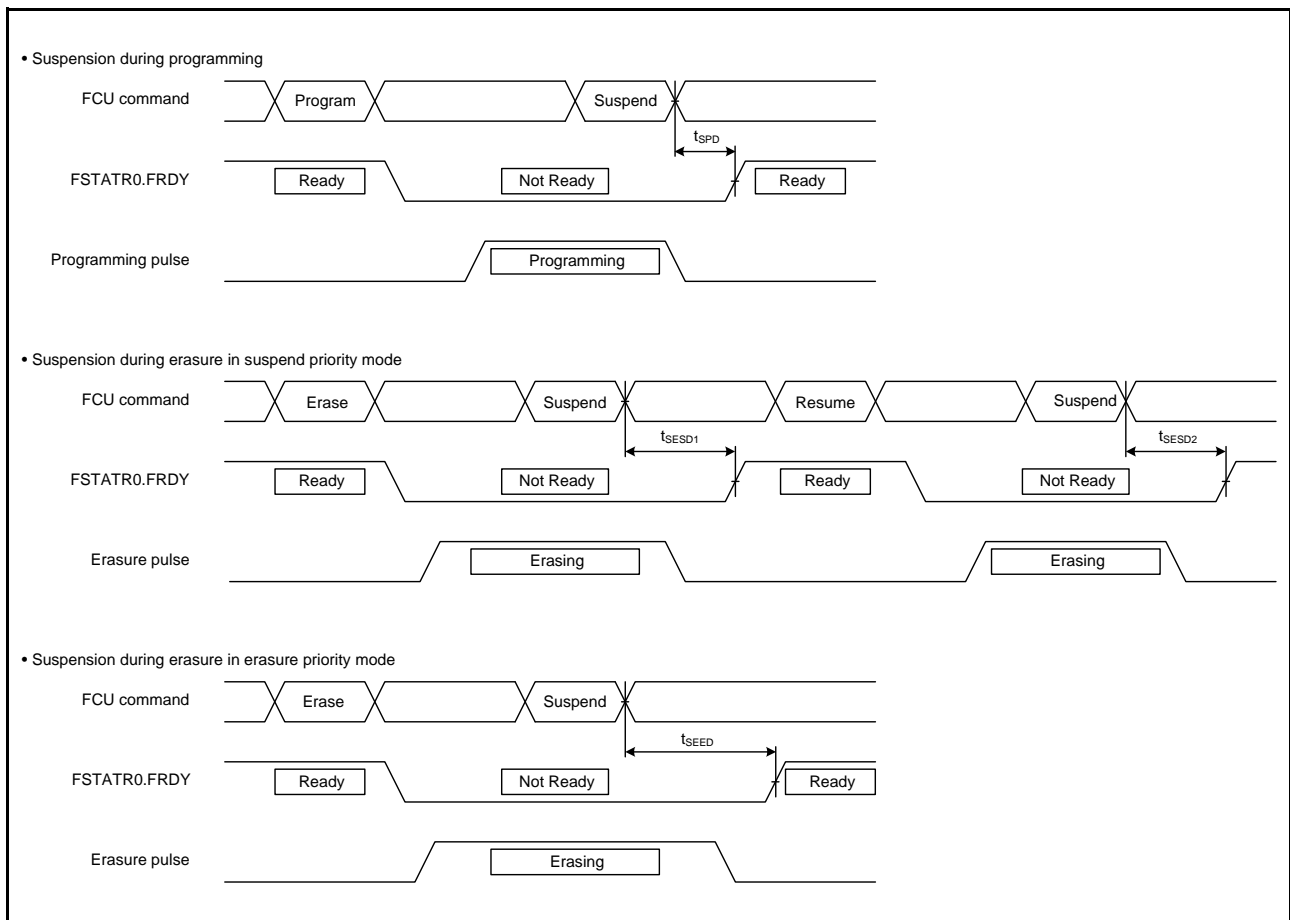 • Suspension during programming
FCU command
Program
Suspend
tSPD
FSTATR0.FRDY
Ready
Not Ready
Ready
Programming pulse
Programming
• Suspension during erasure in suspend priority mode
FCU command
Erase
Suspend
Resume
Suspend
tSESD1
tSESD2
FSTATR0.FRDY
Ready
Not Ready
Ready
Not Ready
Erasure pulse
Erasing
Erasing
• Suspension during erasure in erasure priority mode
FCU command
Erase
Suspend
tSEED
FSTATR0.FRDY
Ready
Not Ready
Ready
Erasure pulse
Erasing